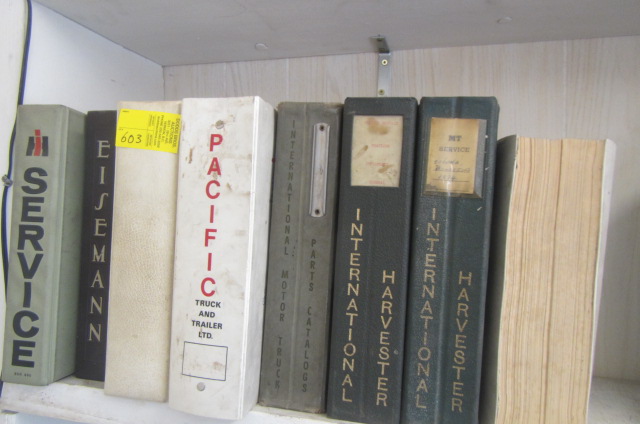 IH
SERVICE
EISEMANN
603
PACIFIC
TRUCK
AND
TRAILER
LTD.
INTERNATIONAL MOTOR TRUCK
PARTS CATALOGS
INTERNATIONAL
HARVESTER
MT
SERVICE
INTERNATIONAL
HARVESTER